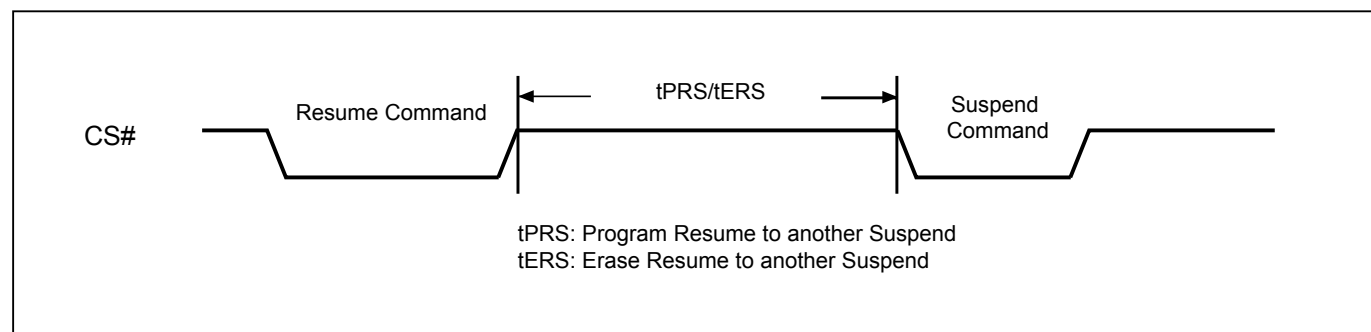 tPRS/tERS
Resume Command
Suspend
Command
CS#
tPRS: Program Resume to another Suspend
tERS: Erase Resume to another Suspend